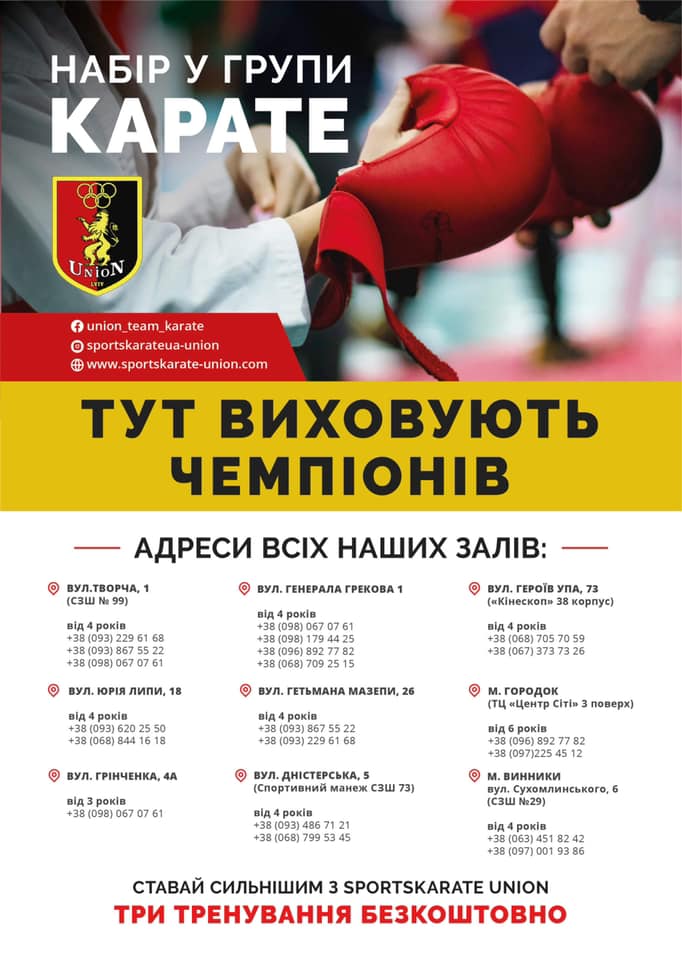 НАБІР У ГРУПИ
КАРАТЕ
UNION
LVIV
union_team_karate
sportskarateua-union
www.sportskarate-union.com
ТУТ ВИХОВУЮТЬ
ЧЕМПІОНІВ
АДРЕСИ ВСІХ НАШИХ ЗАЛІВ:
ВУЛ.ТВОРЧА, 1
(СЗШ № 99)
від 4 років
+38 (093) 229 61 68
+38 (093) 867 55 22
+38 (098) 067 07 61
ВУЛ. ГЕНЕРАЛА ГРЕКОВА 1
від 4 років
+38 (098) 067 07 61
+38 (098) 179 44 25
+38 (096) 892 77 82
+38 (068) 709 25 15
ВУЛ. ГЕРОЇВ УПА, 73
(«Кінескоп» 38 корпус)
від 4 років
+38 (068) 705 70 59
+38 (067) 373 73 26
ВУЛ. ЮРІЯ ЛИПИ, 18
від 4 років
+38 (093) 620 25 50
+38 (068) 844 16 18
ВУЛ. ГЕТЬМАНА МАЗЕПИ, 26
від 4 років
+38 (093) 867 55 22
+38 (093) 229 61 68
М. ГОРОДОК
(ТЦ «Центр Сіті» 3 поверх)
від 6 років
+38 (096) 892 77 82
+38 (097)225 45 12
ВУЛ. ГРІНЧЕНКА, 4А
від 3 років
+38 (098) 067 07 61
ВУЛ. ДНІСТЕРСЬКА, 5
(Спортивний манеж СЗШ 73)
від 4 років
+38 (093) 486 71 21
+38 (068) 799 53 45
М. ВИННИКИ
вул. Сухомлинського, 6
(СЗШ №29)
від 4 років
+38 (063) 451 82 42
+38 (097) 001 93 86
СТАВАЙ СИЛЬНІШИМ З SPORTSKARATE UNION
ТРИ ТРЕНУВАННЯ БЕЗКОШТОВНО